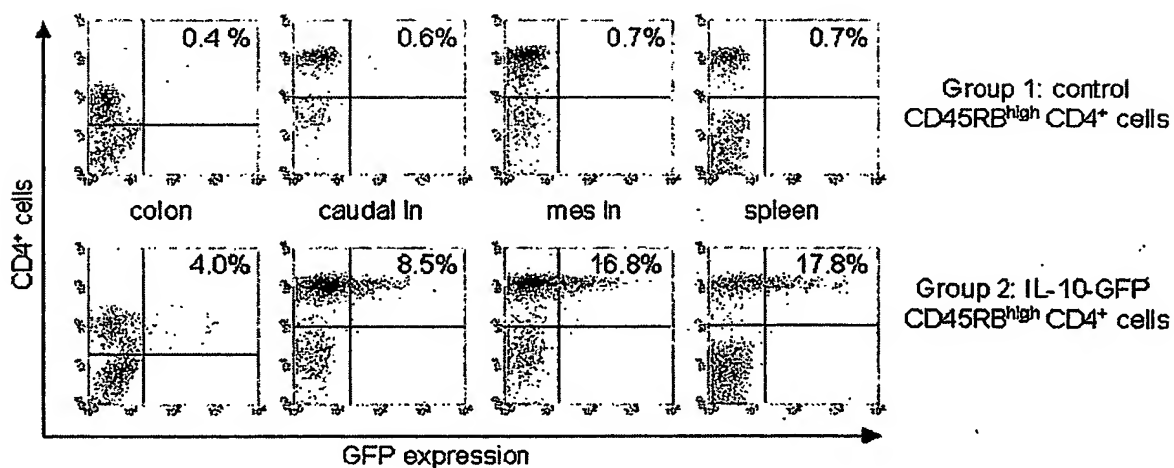 0.4 %
0.6%
0.7%
0.7%
Group 1: control
CD45RBhigh CD4+ cells
colon
caudal ln
mes ln
spleen
CD4+ cells
4.0%
8.5%
16.8%
17.8%
Group 2: IL-10-GFP
CD45RBhigh CD4+ cells
GFP expression